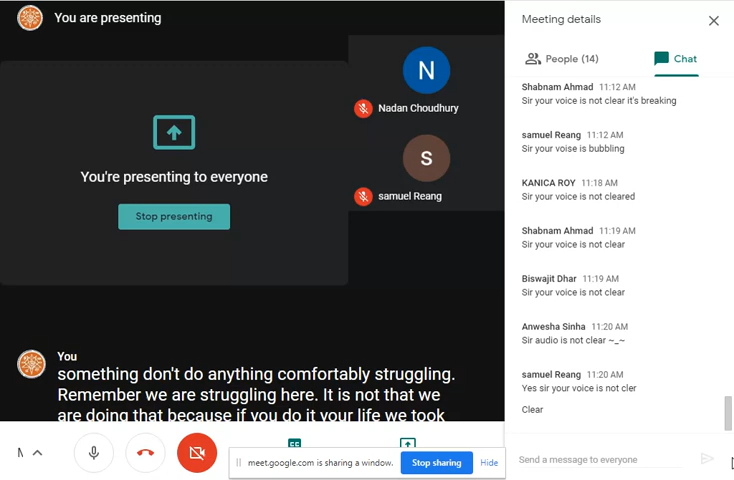 You are presenting
N
Nadan Choudhury
S
samuel Reang
You're presenting to everyone
Stop presenting
You
something don't do anything comfortably struggling.
Remember we are struggling here. It is not that we
are doing that because if you do it your life we took
M
meet.google.com is sharing a window.
Stop sharing
Hide
Meeting details
People (14)
Chat
Shabnam Ahmad 11:12 AM
Sir your voice is not clear it's breaking
samuel Reang 11:12 AM
Sir your voise is bubbling
KANICA ROY 11:18 AM
Sir your voice is not cleared
Shabnam Ahmad 11:19 AM
Sir your voice is not clear
Biswajit Dhar 11:19 AM
Sir your voice is not clear
Anwesha Sinha 11:20 AM
Sir audio is not clear ~_~
samuel Reang 11:20 AM
Yes sir your voice is not cler
Clear
Send a message to everyone